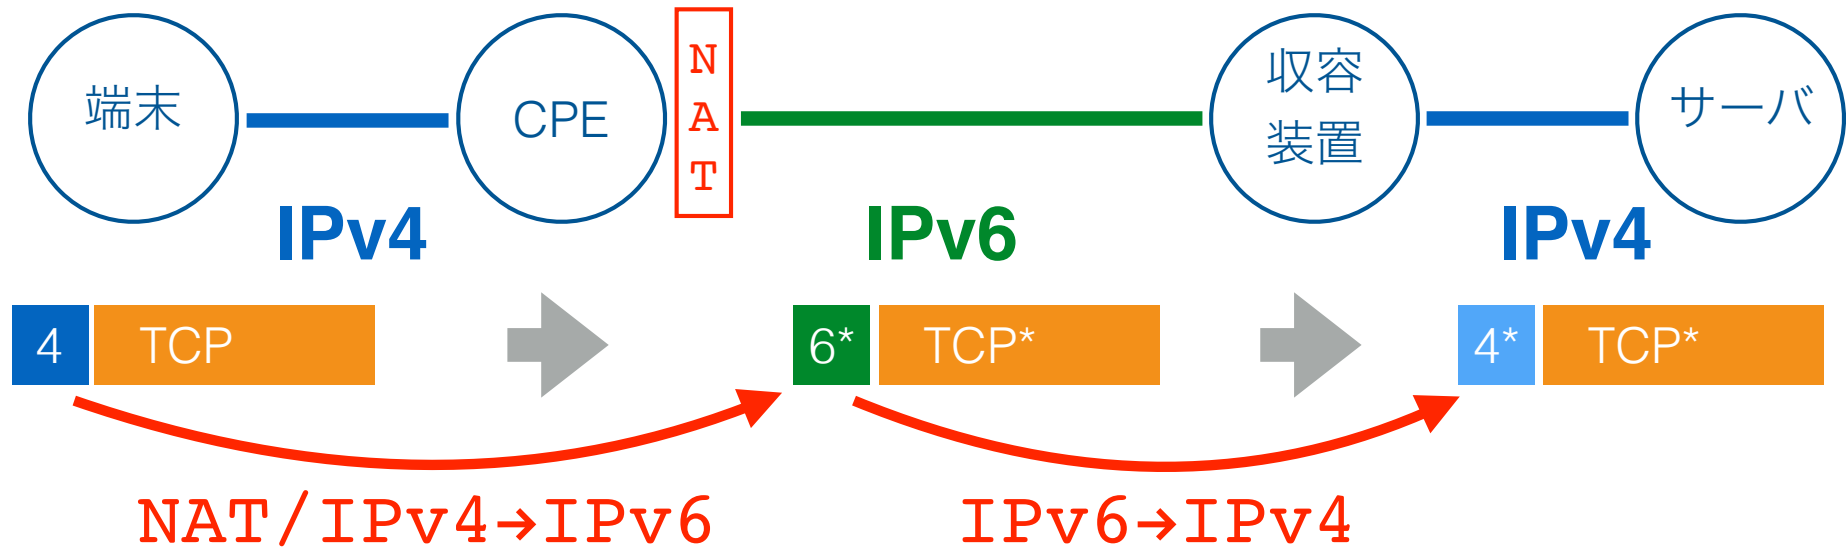 端末
CPE
N
A
T
収容
装置
サーバ
IPv4
IPv6
IPv4
4
TCP
6*
TCP*
4*
TCP*
NAT/IPv4→IPv6
IPv6→IPv4